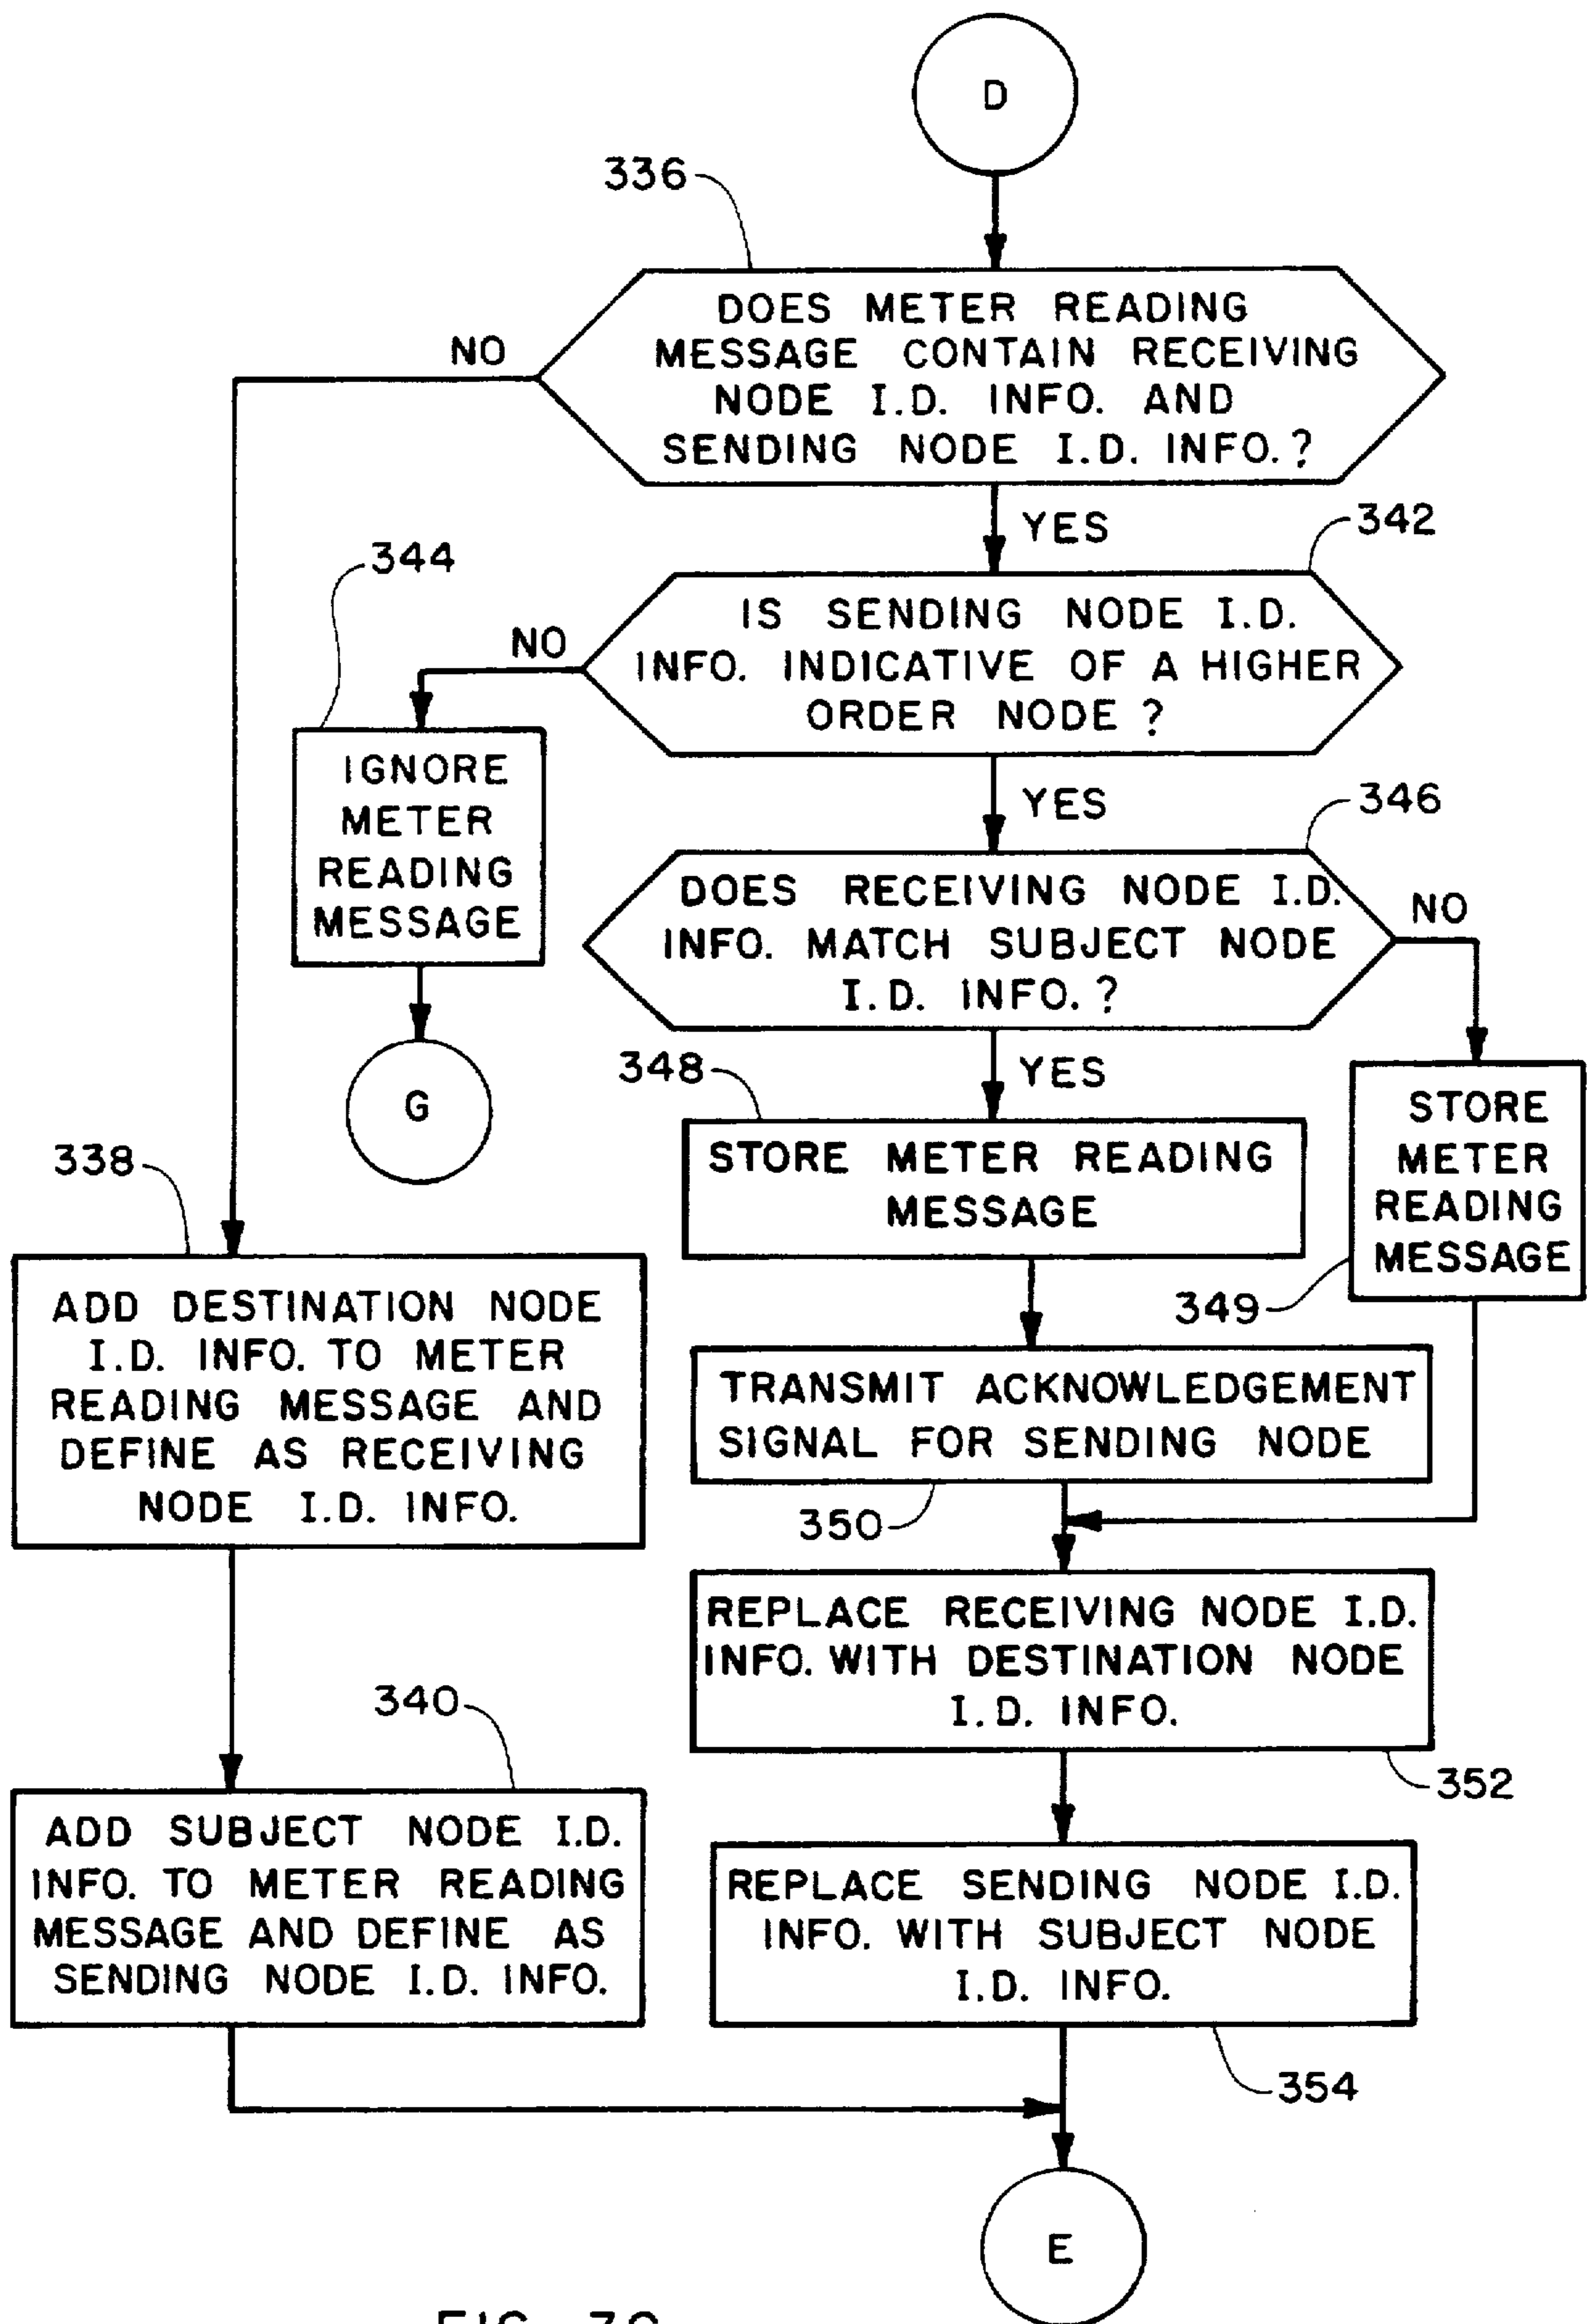 D
336
DOES METER READING
MESSAGE CONTAIN RECEIVING
NODE I.D. INFO. AND
SENDING NODE I.D. INFO.?
NO
YES
342
344
IS SENDING NODE I.D.
INFO. INDICATIVE OF A HIGHER
ORDER NODE ?
NO
YES
IGNORE
METER
READING
MESSAGE
G
346
DOES RECEIVING NODE I.D.
INFO. MATCH SUBJECT NODE
I.D. INFO.?
NO
YES
348
STORE METER READING
MESSAGE
STORE
METER
READING
MESSAGE
349
338
ADD DESTINATION NODE
I.D. INFO. TO METER
READING MESSAGE AND
DEFINE AS RECEIVING
NODE I.D. INFO.
TRANSMIT ACKNOWLEDGEMENT
SIGNAL FOR SENDING NODE
350
REPLACE RECEIVING NODE I.D.
INFO. WITH DESTINATION NODE
I.D. INFO.
352
340
ADD SUBJECT NODE I.D.
INFO. TO METER READING
MESSAGE AND DEFINE AS
SENDING NODE I.D. INFO.
REPLACE SENDING NODE I.D.
INFO. WITH SUBJECT NODE
I.D. INFO.
354
E